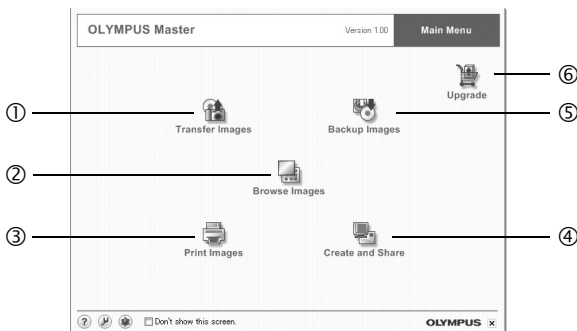 OLYMPUS Master Version 1.00 Main Menu
⑥
Upgrade
① Transfer Images
Backup Images ⑤
② Browse Images
③ Print Images
Create and Share ④
? Don't show this screen. OLYMPUS x